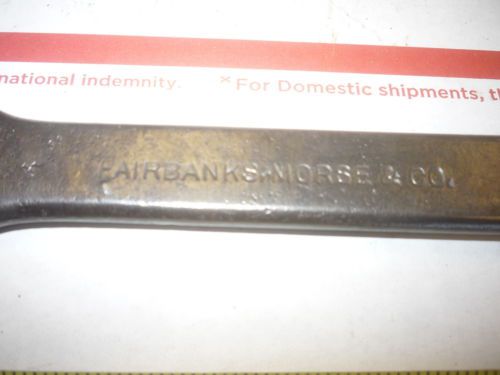 national indemnity. *For Domestic shipments, th
FAIRBANKS, MORSE & CO.